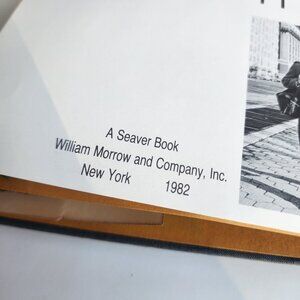 A Seaver Book
William Morrow and Company, Inc.
New York 1982